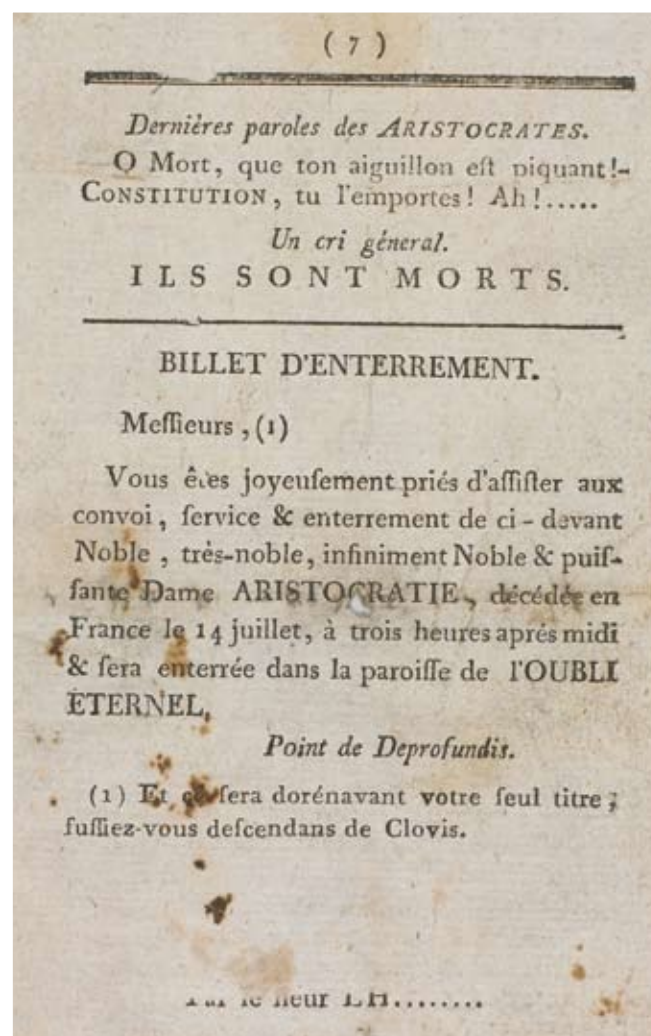 ( 7 )
Dernières paroles des ARISTOCRATES.
O Mort, que ton aiguillon eſt piquant!-
CONSTITUTION, tu l'emportes! Ah!.....
Un cri géneral.
ILS SONT MORTS.
BILLET D'ENTERREMENT.
Meſſieurs, (1)
Vous êtes joyeuſement priés d'aſſiſter aux
convoi, ſervice & enterrement de ci-devant
Noble, très-noble, infiniment Noble & puiſ-
ſante Dame ARISTOCRATIE, décédée en
France le 14 juillet, à trois heures aprés midi
& ſera enterrée dans la paroiſſe de l'OUBLI
ÉTERNEL,
Point de Deprofundis.
(1) Et ce ſera dorénavant votre ſeul titre;
fuſſiez-vous deſcendans de Clovis.